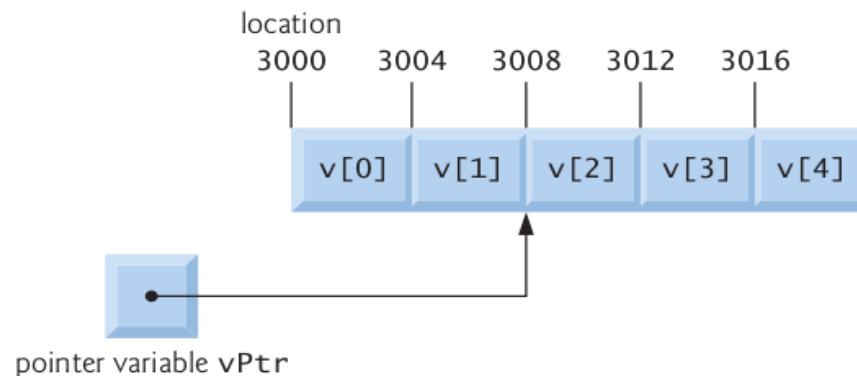 location
3000 3004 3008 3012 3016
v[0] v[1] v[2] v[3] v[4]
pointer variable vPtr